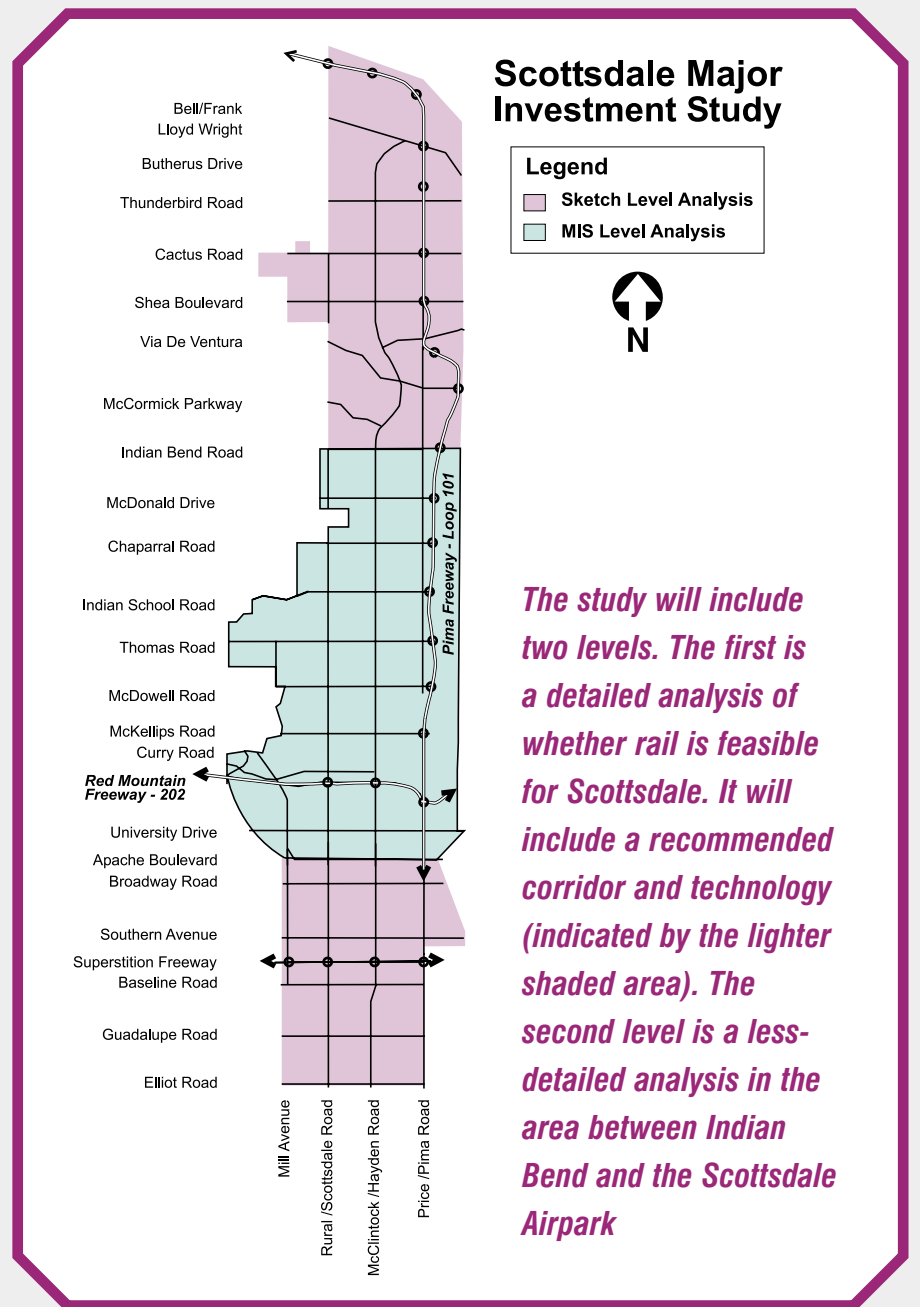 Scottsdale Major
Investment Study
Legend
Sketch Level Analysis
MIS Level Analysis
N
Bell/Frank
Lloyd Wright
Butherus Drive
Thunderbird Road
Cactus Road
Shea Boulevard
Via De Ventura
McCormick Parkway
Indian Bend Road
McDonald Drive
Chaparral Road
Indian School Road
Thomas Road
McDowell Road
McKellips Road
Curry Road
Red Mountain
Freeway - 202
University Drive
Apache Boulevard
Broadway Road
Southern Avenue
Superstition Freeway
Baseline Road
Guadalupe Road
Elliot Road
Pima Freeway - Loop 101
Mill Avenue
Rural /Scottsdale Road
McClintock /Hayden Road
Price /Pima Road
The study will include
two levels. The first is
a detailed analysis of
whether rail is feasible
for Scottsdale. It will
include a recommended
corridor and technology
(indicated by the lighter
shaded area). The
second level is a less-
detailed analysis in the
area between Indian
Bend and the Scottsdale
Airpark